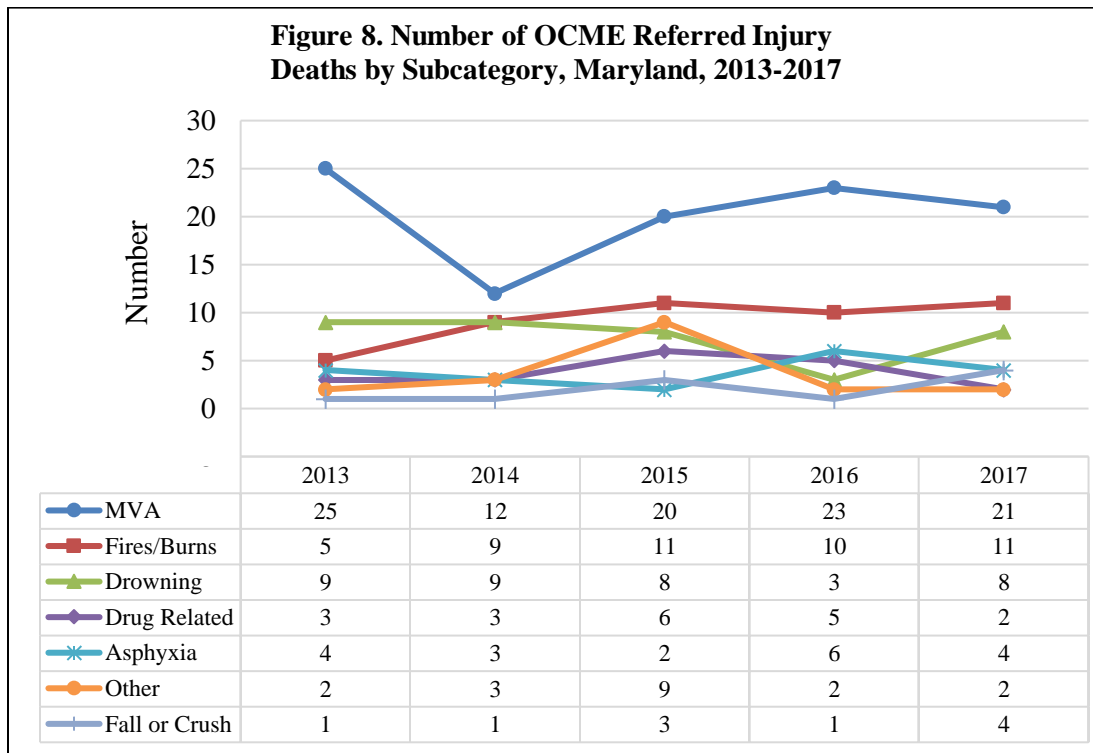 Figure 8. Number of OCME Referred Injury
Deaths by Subcategory, Maryland, 2013-2017
30
25
20
15
10
5
0
Number
2013 2014 2015 2016 2017
MVA 25 12 20 23 21
Fires/Burns 5 9 11 10 11
Drowning 9 9 8 3 8
Drug Related 3 3 6 5 2
Asphyxia 4 3 2 6 4
Other 2 3 9 2 2
Fall or Crush 1 1 3 1 4